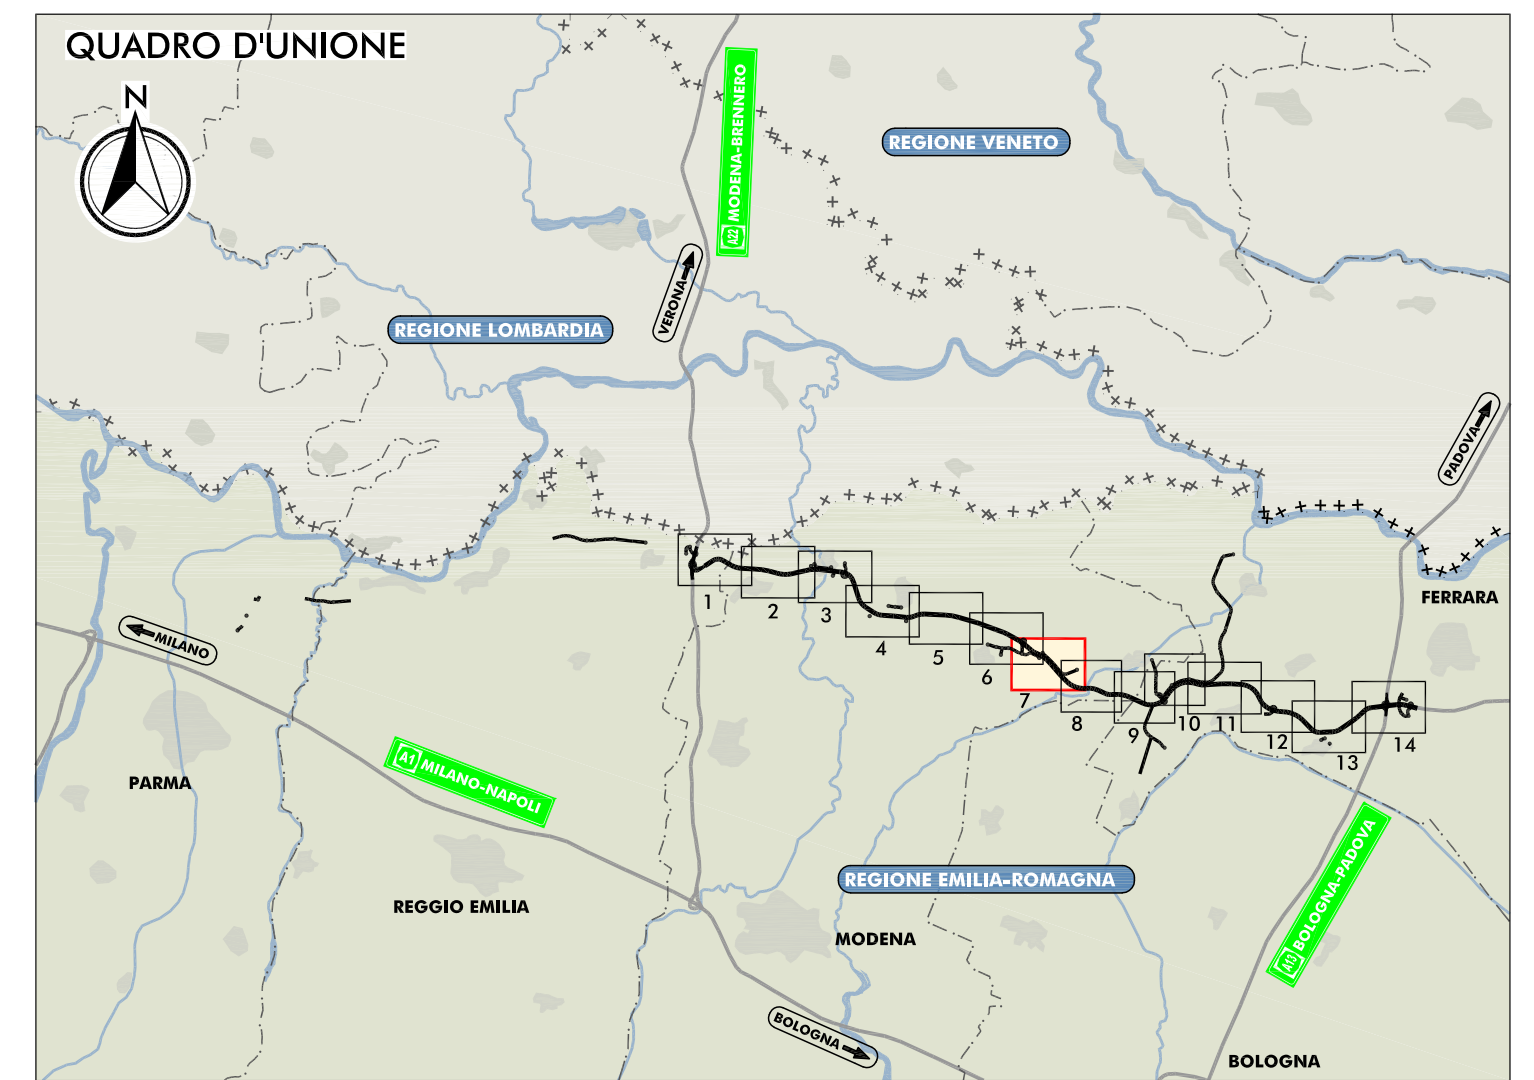 QUADRO D'UNIONE
N
A22 MODENA-BRENNERO
REGIONE VENETO
VERONA
REGIONE LOMBARDIA
PADOVA
MILANO
FERRARA
1
2
3
4
5
6
7
8
9
10
11
12
13
14
PARMA
A1 MILANO-NAPOLI
REGIONE EMILIA-ROMAGNA
A13 BOLOGNA-PADOVA
REGGIO EMILIA
MODENA
BOLOGNA
BOLOGNA